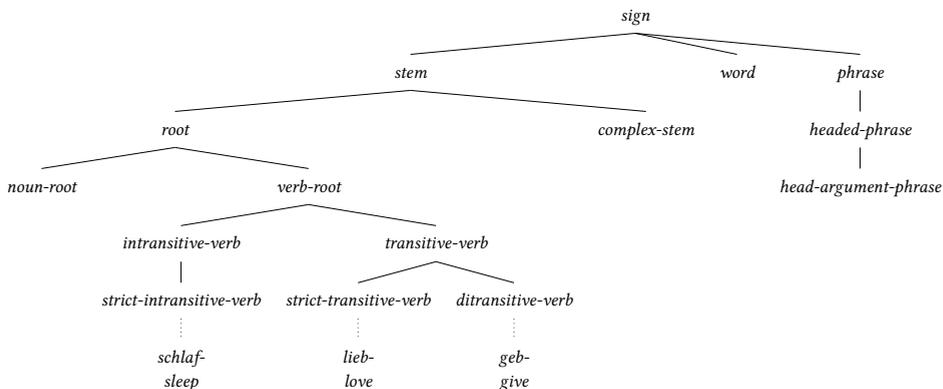 sign
stem word phrase
root complex-stem headed-phrase
noun-root verb-root head-argument-phrase
intransitive-verb transitive-verb
strict-intransitive-verb strict-transitive-verb ditransitive-verb
schlaf- lieb- geb-
sleep love give